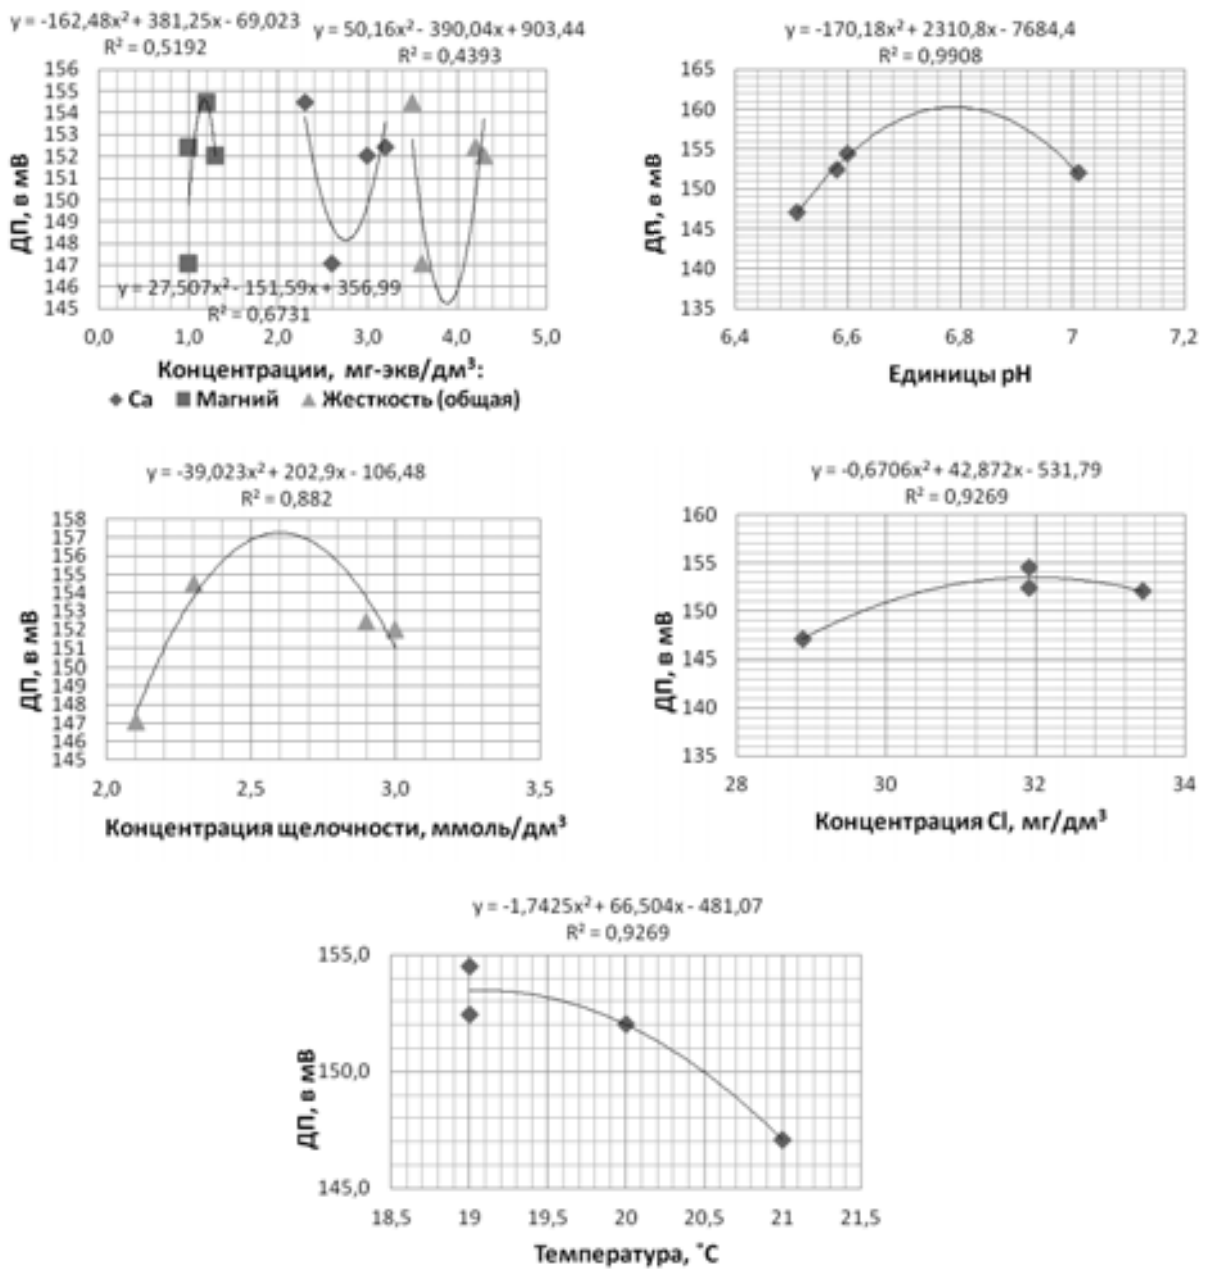 y = -162,48x² + 381,25x - 69,023
R² = 0,5192
y = 50,16x² - 390,04x + 903,44
R² = 0,4393
156
155
154
153
152
151
150
149
148
147
146
145
ДП, в мВ
y = 27,507x² - 151,59x + 356,99
R² = 0,6731
0,0 1,0 2,0 3,0 4,0 5,0
Концентрации, мг-экв/дм³:
Ca Магний Жесткость (общая)
y = -170,18x² + 2310,8x - 7684,4
R² = 0,9908
165
160
155
150
145
140
135
ДП, в мВ
6,4 6,6 6,8 7 7,2
Единицы pH
y = -39,023x² + 202,9x - 106,48
R² = 0,882
158
157
156
155
154
153
152
151
150
149
148
147
146
145
ДП, в мВ
2,0 2,5 3,0 3,5
Концентрация щелочности, ммоль/дм³
y = -0,6706x² + 42,872x - 531,79
R² = 0,9269
160
155
150
145
140
135
ДП, в мВ
28 30 32 34
Концентрация Cl, мг/дм³
y = -1,7425x² + 66,504x - 481,07
R² = 0,9269
155,0
150,0
145,0
ДП, в мВ
18,5 19 19,5 20 20,5 21 21,5
Температура, ˚С